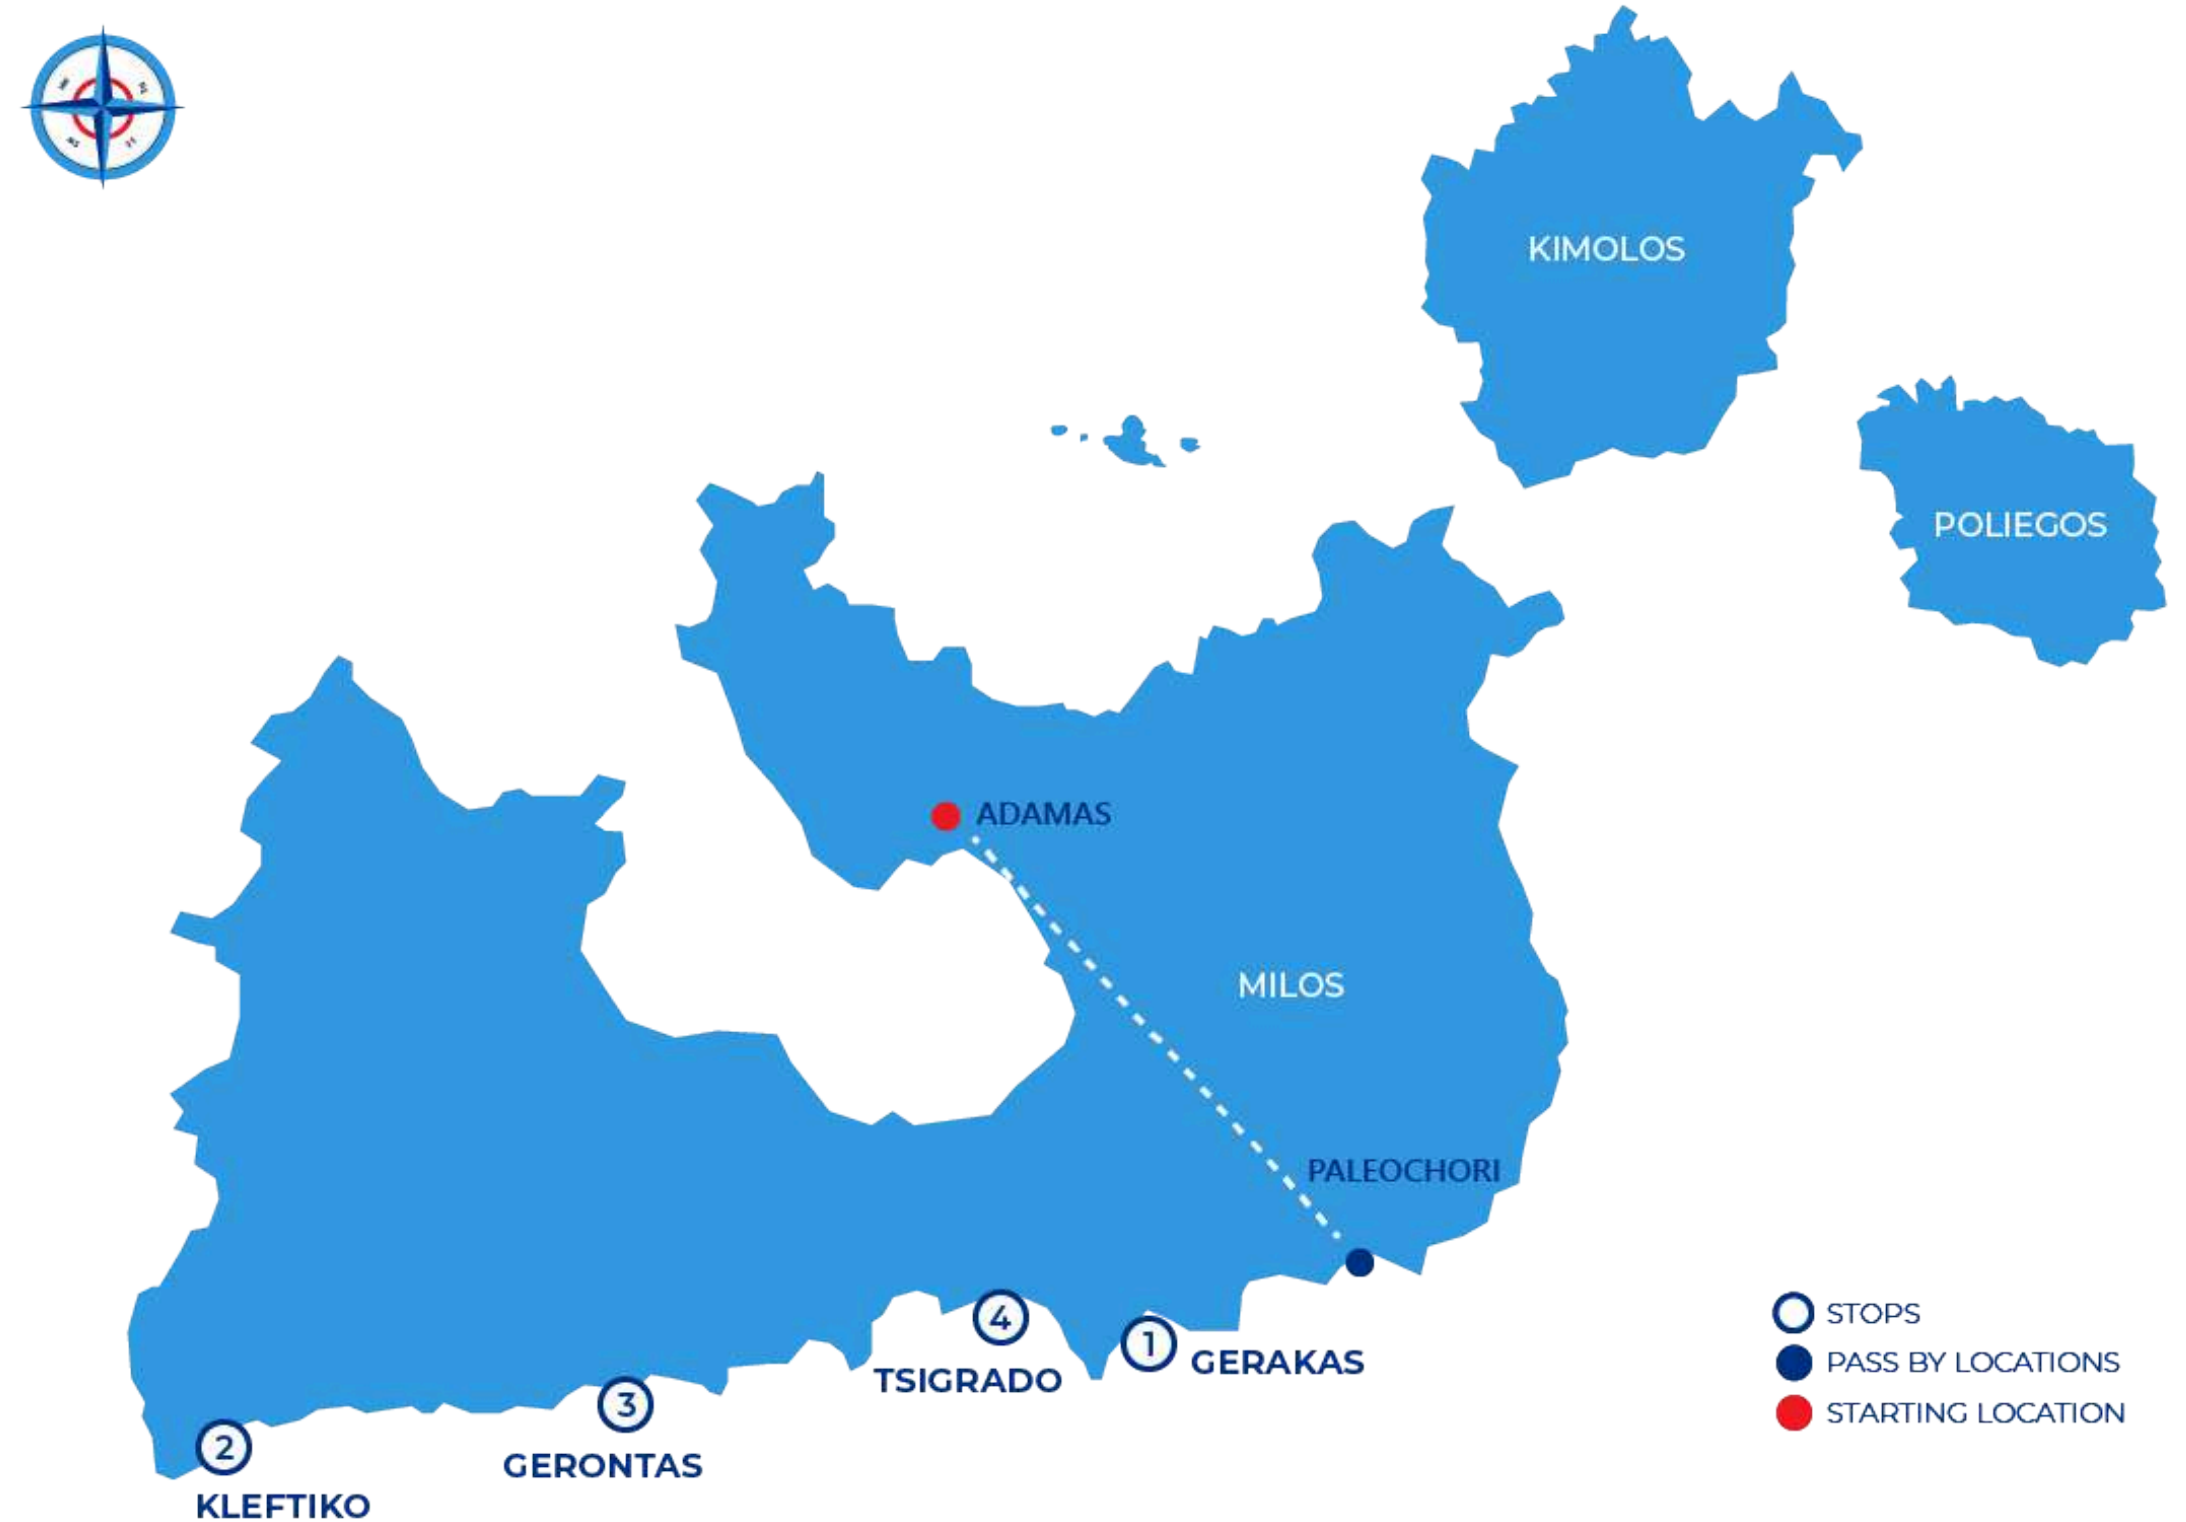 KIMOLOS
POLIEGOS
ADAMAS
MILOS
PALEOCHORI
4
1
TSIGRADO
GERAKAS
3
GERONTAS
2
KLEFTIKO
STOPS
PASS BY LOCATIONS
STARTING LOCATION